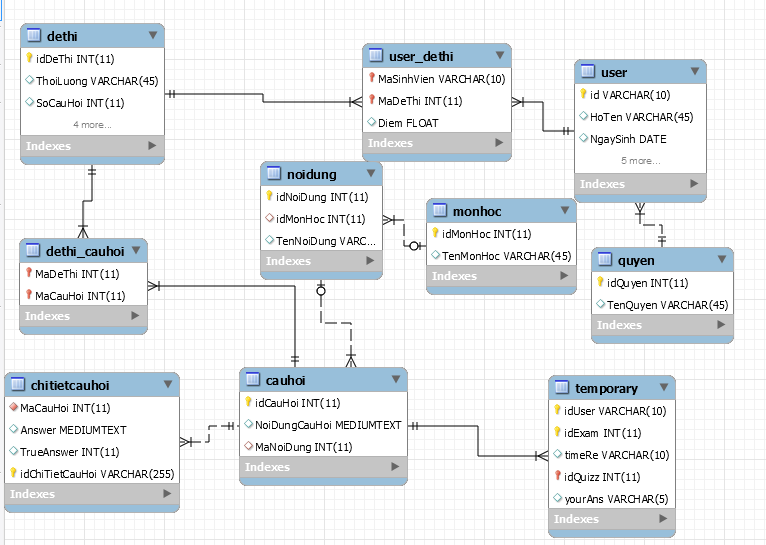 dethi
idDeThi INT(11)
ThoiLuong VARCHAR(45)
SoCauHoi INT(11)
4 more...
Indexes
user_dethi
MaSinhVien VARCHAR(10)
MaDeThi INT(11)
Diem FLOAT
Indexes
user
id VARCHAR(10)
HoTen VARCHAR(45)
NgaySinh DATE
5 more...
Indexes
noidung
idNoiDung INT(11)
idMonHoc INT(11)
TenNoiDung VARC...
Indexes
monhoc
idMonHoc INT(11)
TenMonHoc VARCHAR(45)
Indexes
quyen
idQuyen INT(11)
TenQuyen VARCHAR(45)
Indexes
dethi_cauhoi
MaDeThi INT(11)
MaCauHoi INT(11)
Indexes
chitietcauhoi
MaCauHoi INT(11)
Answer MEDIUMTEXT
TrueAnswer INT(11)
idChiTietCauHoi VARCHAR(255)
Indexes
cauhoi
idCauHoi INT(11)
NoiDungCauHoi MEDIUMTEXT
MaNoiDung INT(11)
Indexes
temporary
idUser VARCHAR(10)
idExam INT(11)
timeRe VARCHAR(10)
idQuizz INT(11)
yourAns VARCHAR(5)
Indexes